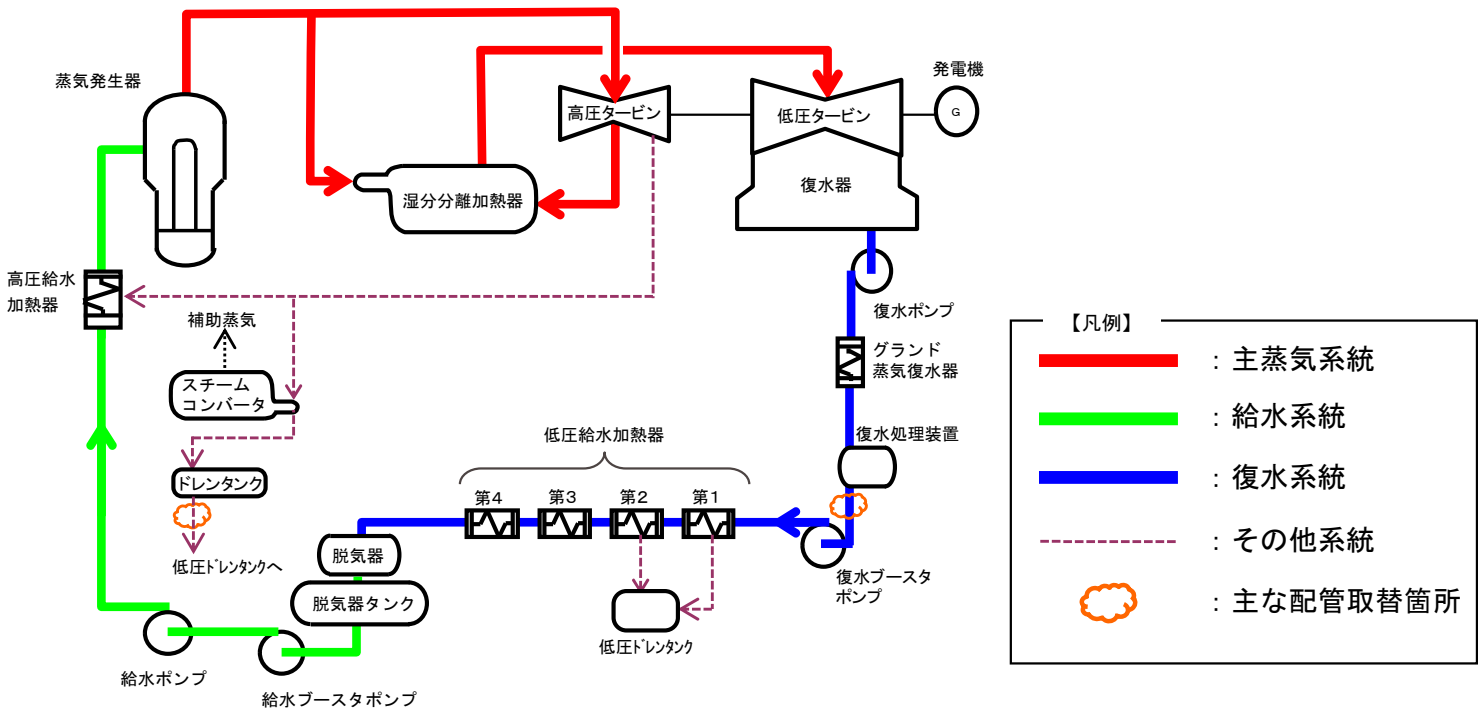 蒸気発生器
高圧タービン
低圧タービン
発電機
G
湿分分離加熱器
復水器
高圧給水
加熱器
補助蒸気
スチーム
コンバータ
ドレンタンク
低圧ドレンタンクへ
復水ポンプ
グランド
蒸気復水器
復水処理装置
低圧給水加熱器
第4
第3
第2
第1
脱気器
脱気器タンク
復水ブースタ
ポンプ
低圧ドレンタンク
給水ポンプ
給水ブースタポンプ
【凡例】
：主蒸気系統
：給水系統
：復水系統
：その他系統
：主な配管取替箇所